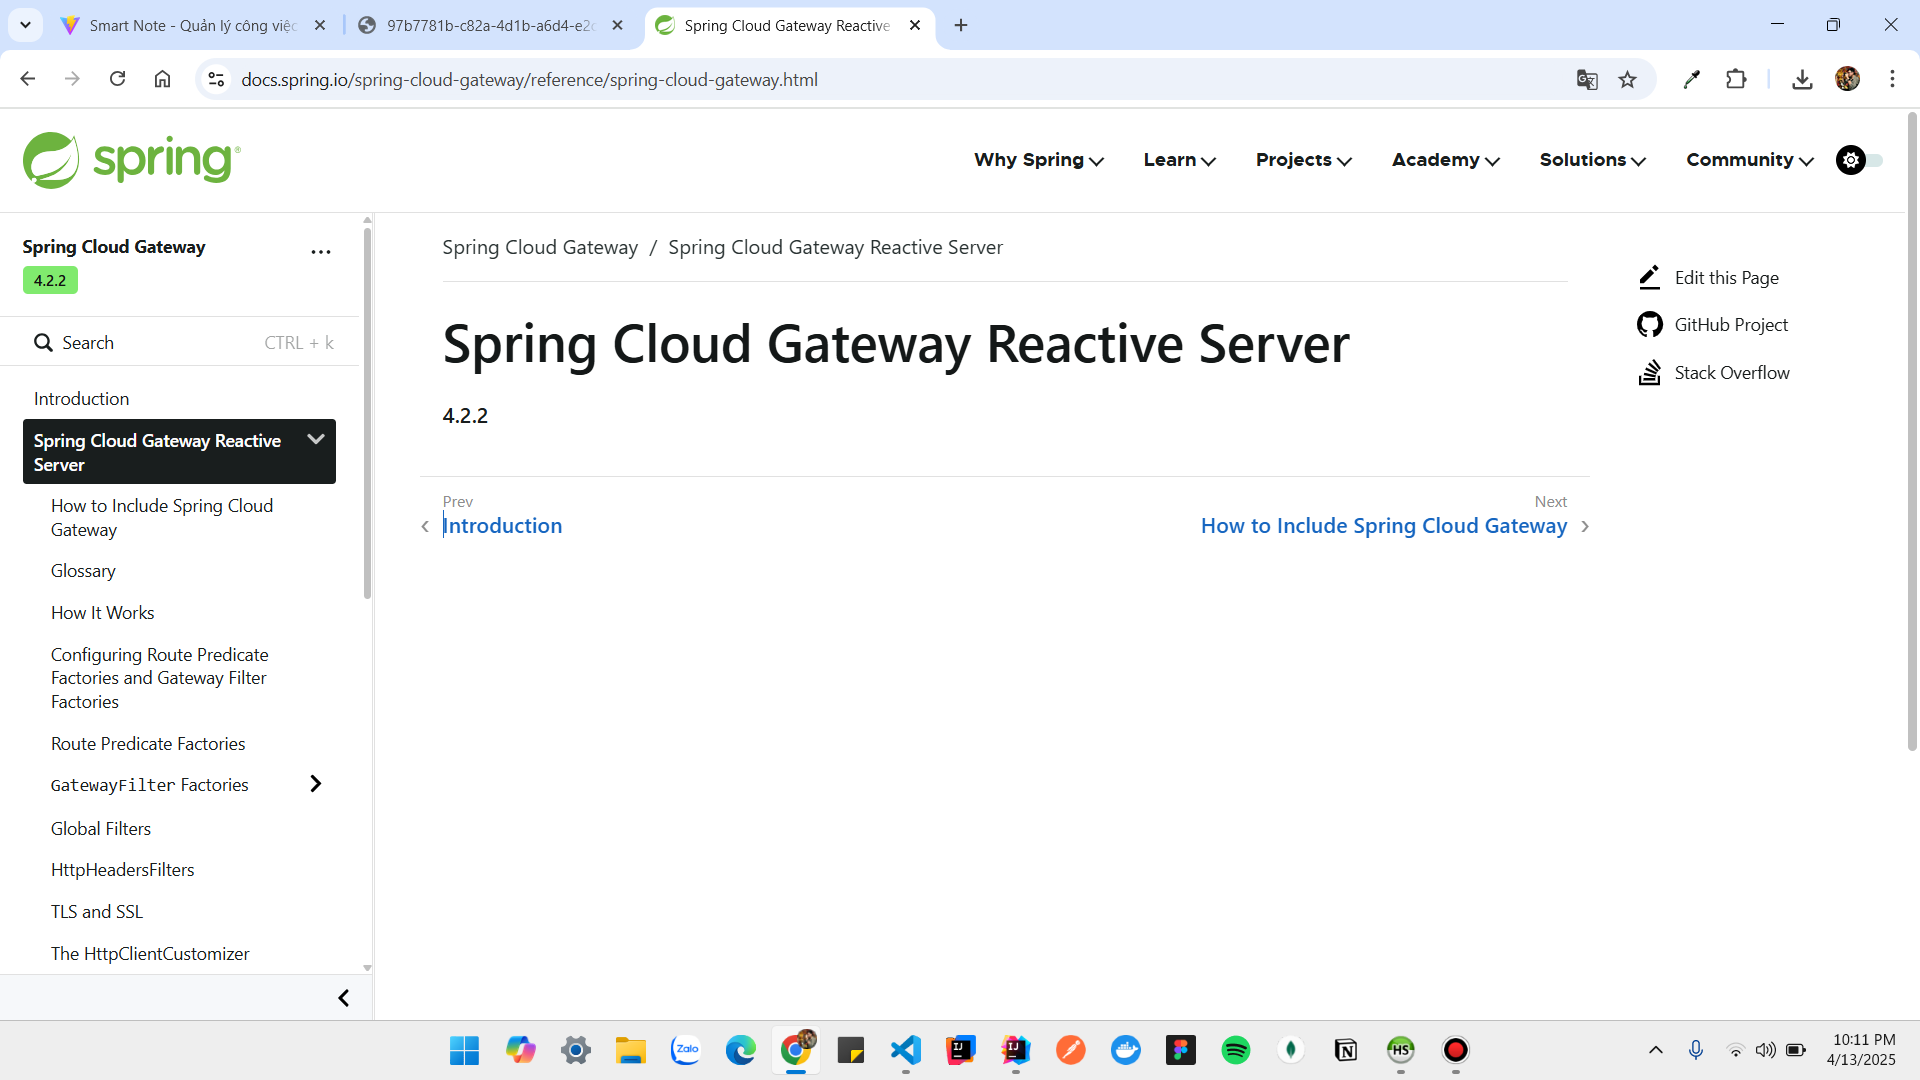 Smart Note - Quản lý công việc
97b7781b-c82a-4d1b-a6d4-e2c
Spring Cloud Gateway Reactive
docs.spring.io/spring-cloud-gateway/reference/spring-cloud-gateway.html
spring
Why Spring
Learn
Projects
Academy
Solutions
Community
Spring Cloud Gateway
...
4.2.2
Search
CTRL + k
Introduction
Spring Cloud Gateway Reactive
Server
How to Include Spring Cloud
Gateway
Glossary
How It Works
Configuring Route Predicate
Factories and Gateway Filter
Factories
Route Predicate Factories
GatewayFilter Factories
Global Filters
HttpHeadersFilters
TLS and SSL
The HttpClientCustomizer
Spring Cloud Gateway / Spring Cloud Gateway Reactive Server
Spring Cloud Gateway Reactive Server
4.2.2
Prev
Introduction
Next
How to Include Spring Cloud Gateway
Edit this Page
GitHub Project
Stack Overflow
Zalo
IJ
IJ
N
HS
10:11 PM
4/13/2025